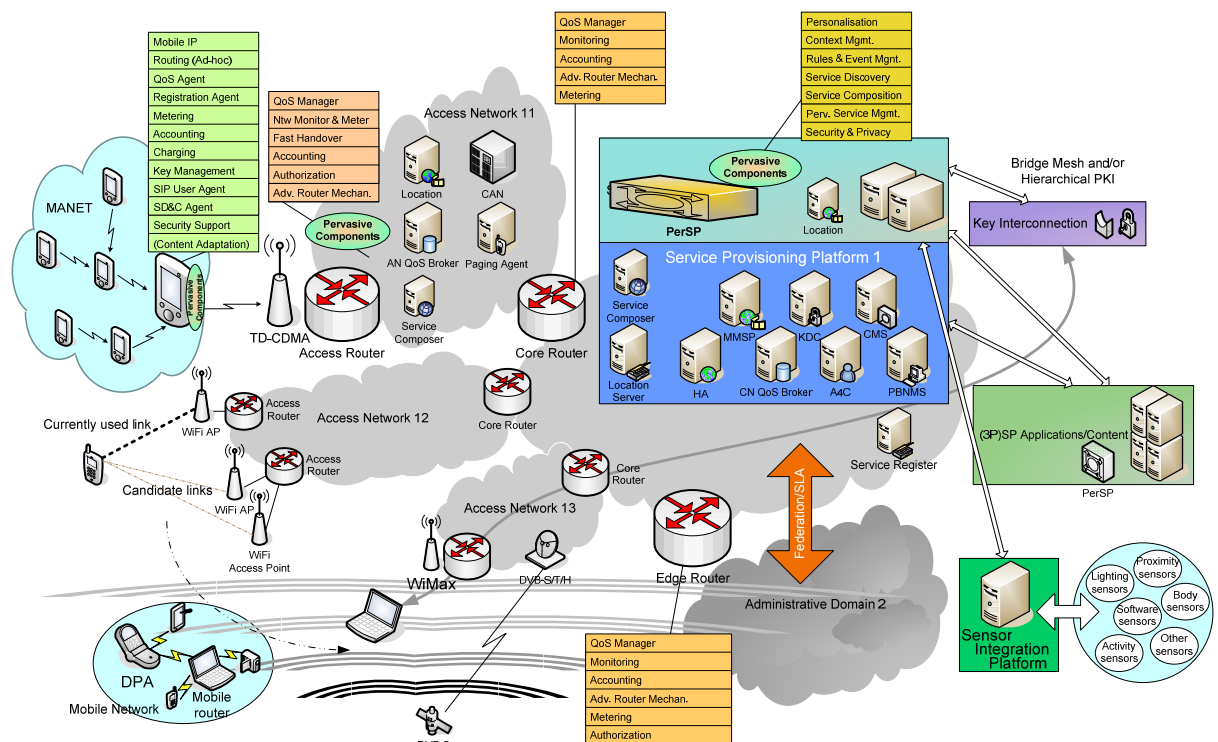 Mobile IP
Routing (Ad-hoc)
QoS Agent
Registration Agent
Metering
Accounting
Charging
Key Management
SIP User Agent
SD&C Agent
Security Support
(Content Adaptation)
MANET
Pervasive
Components
QoS Manager
Ntw Monitor & Meter
Fast Handover
Accounting
Authorization
Adv. Router Mechan.
Pervasive
Components
TD-CDMA
Access Router
Access Network 11
Location
CAN
AN QoS Broker
Paging Agent
Service
Composer
QoS Manager
Monitoring
Accounting
Adv. Router Mechan.
Metering
Core Router
Personalisation
Context Mgmt.
Rules & Event Mgnt.
Service Discovery
Service Composition
Perv. Service Mgmt.
Security & Privacy
Pervasive
Components
PerSP
Location
Service Provisioning Platform 1
Service
Composer
MMSP
KDC
CMS
Location
Server
HA
CN QoS Broker
A4C
PBNMS
Bridge Mesh and/or
Hierarchical PKI
Key Interconnection
(3P)SP Applications/Content
PerSP
Service Register
Access Network 12
Core Router
Access
Router
WiFi AP
Currently used link
Access
Router
Candidate links
WiFi AP
WiFi
Access Point
Core
Router
Access Network 13
WiMax
DVB-S/T/H
Edge Router
Federation/SLA
Administrative Domain 2
QoS Manager
Monitoring
Accounting
Adv. Router Mechan.
Metering
Authorization
DPA
Mobile Network
Mobile
router
Sensor
Integration
Platform
Lighting
sensors
Proximity
sensors
Body
sensors
Software
sensors
Activity
sensors
Other
sensors